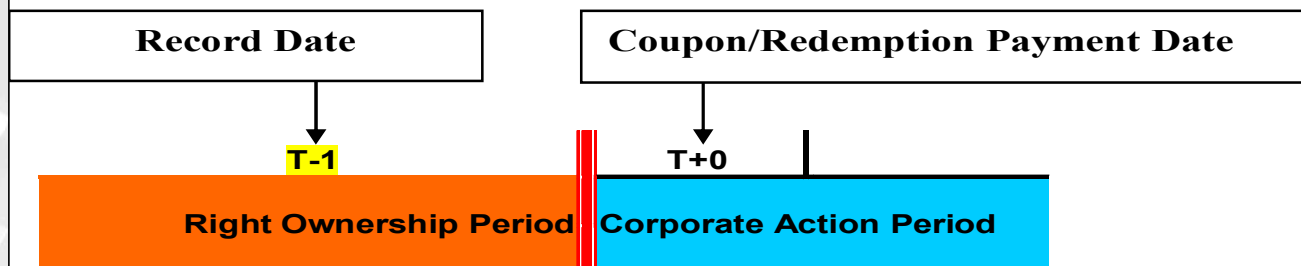 Record Date
Coupon/Redemption Payment Date
T-1
T+0
Right Ownership Period
Corporate Action Period